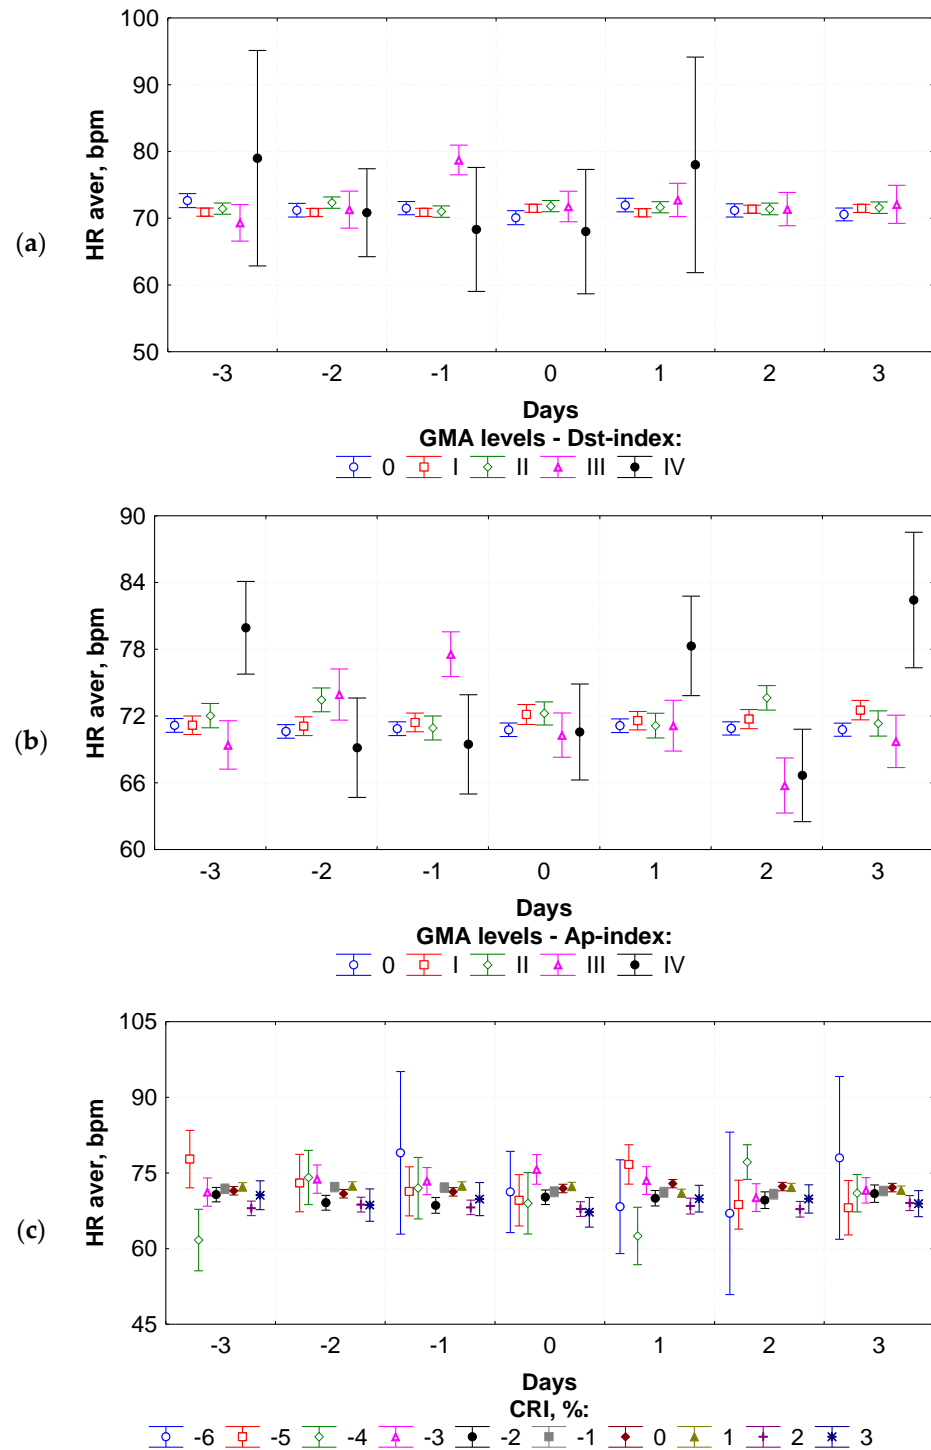 100
90
80
70
60
50
HR aver, bpm
(a)
-3 -2 -1 0 1 2 3
Days
GMA levels - Dst-index:
0 I II III IV
90
84
78
72
66
60
HR aver, bpm
(b)
-3 -2 -1 0 1 2 3
Days
GMA levels - Ap-index:
0 I II III IV
105
90
75
60
45
HR aver, bpm
(c)
-3 -2 -1 0 1 2 3
Days
CRI, %:
-6 -5 -4 -3 -2 -1 0 1 2 3